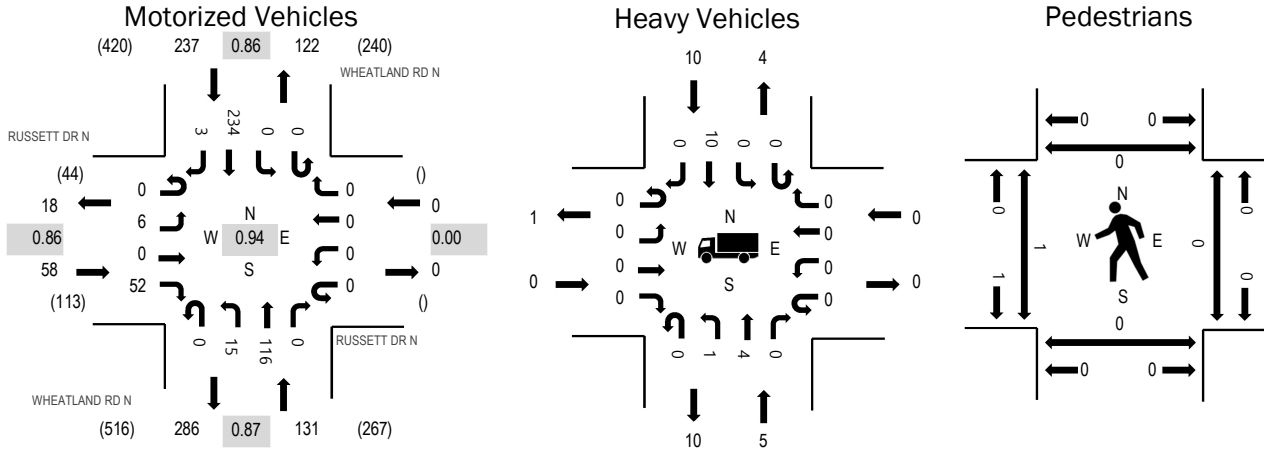 Motorized Vehicles
(420) 237 0.86 122 (240)
WHEATLAND RD N
RUSSETT DR N
3 234 0 0
(44)
18
0.86
58
(113)
0
6
0
52
N
W 0.94 E
S
0
0
0
0
()
0
0.00
0
()
0 15 116 0
RUSSETT DR N
WHEATLAND RD N
(516) 286 0.87 131 (267)
Heavy Vehicles
10 4
0 10 0 0
1
0
0
0
0
0
N
W E
S
0
0
0
0
0
0
0 1 4 0
10 5
Pedestrians
0 0
0
0
1
1
N
W E
S
0
0
0
0
0 0